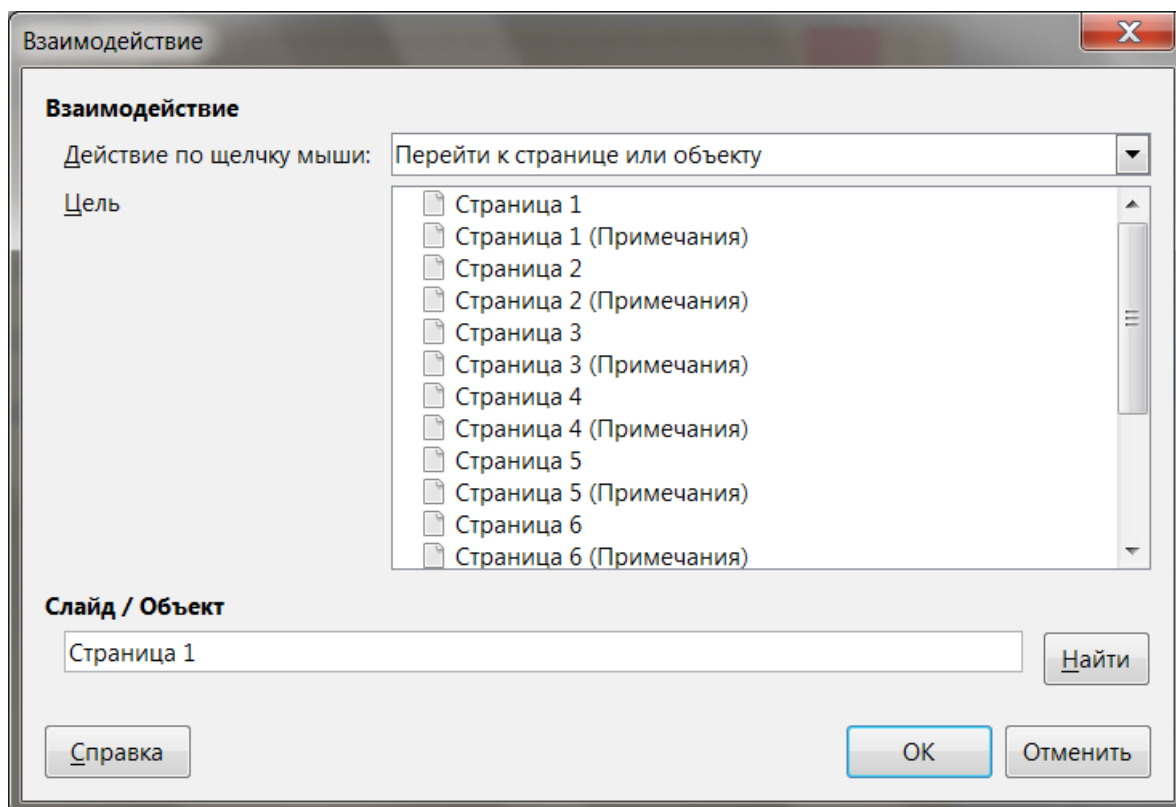 Взаимодействие
Взаимодействие
Действие по щелчку мыши: Перейти к странице или объекту
Цель
Страница 1
Страница 1 (Примечания)
Страница 2
Страница 2 (Примечания)
Страница 3
Страница 3 (Примечания)
Страница 4
Страница 4 (Примечания)
Страница 5
Страница 5 (Примечания)
Страница 6
Страница 6 (Примечания)
Слайд / Объект
Страница 1
Найти
Справка
ОК
Отменить